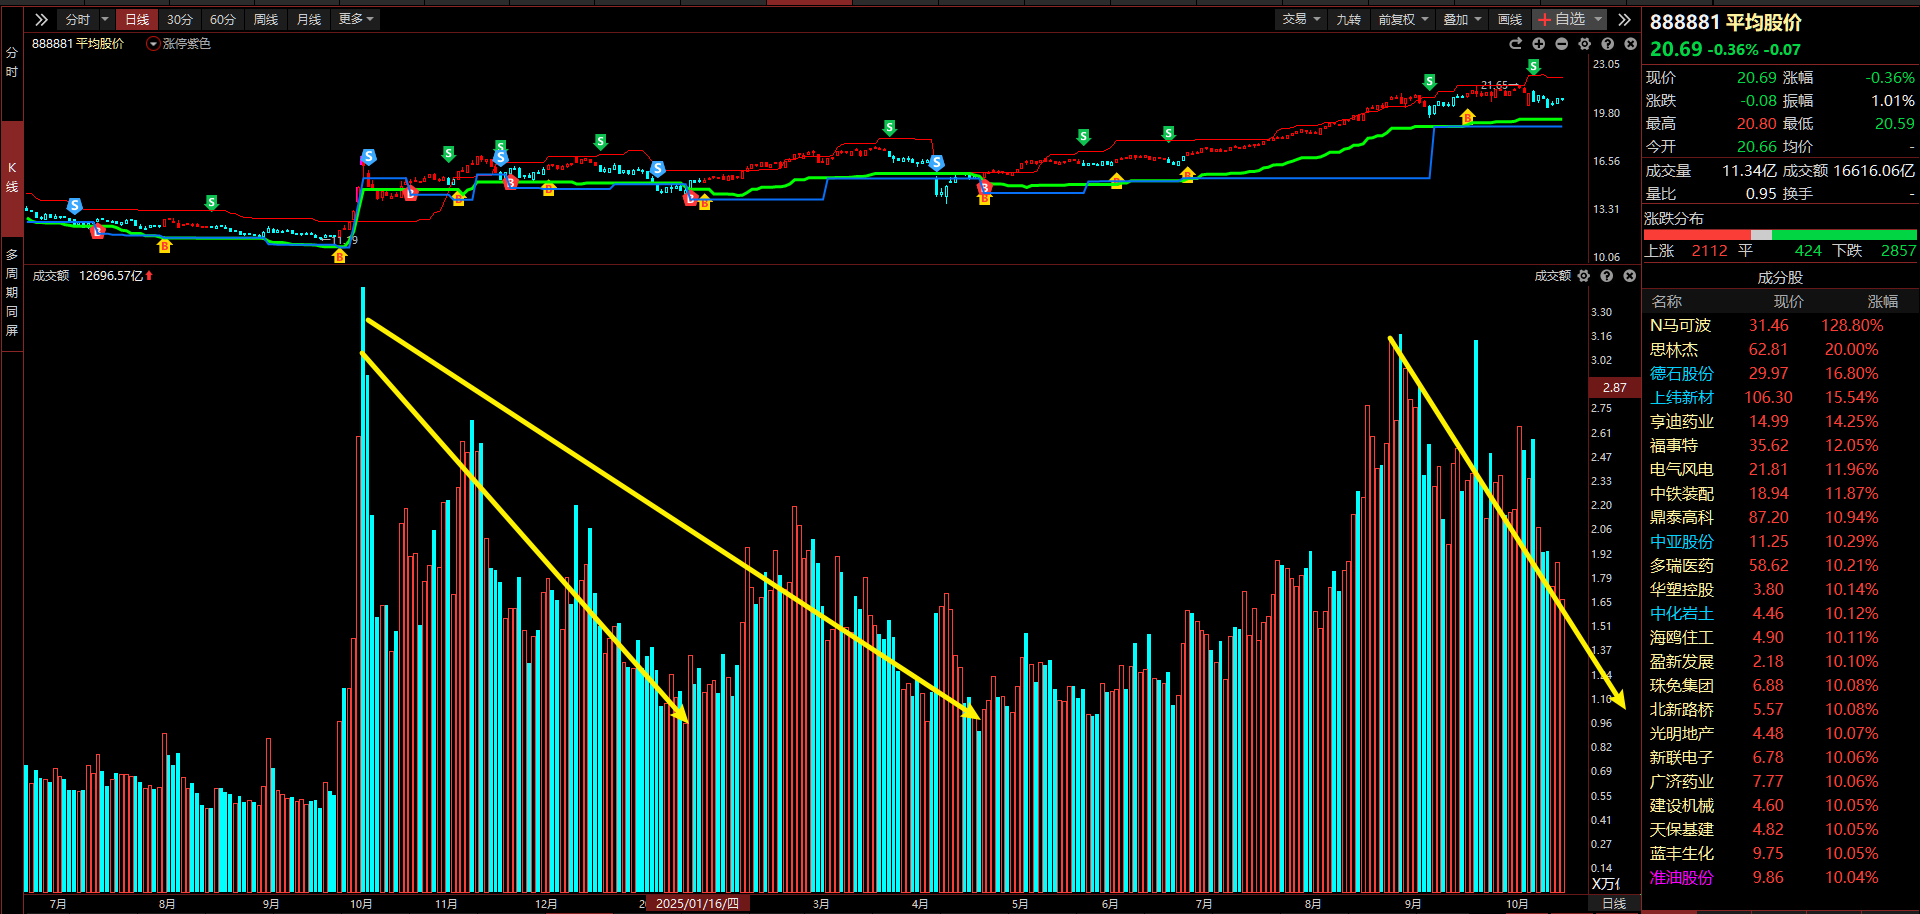 分时 日线 30分 60分 周线 月线 更多 交易 九转 前复权 叠加 画线 自选
888881 平均股价 涨停紫色
分时
K线
多周期同屏
21.65
11.19
23.05
19.80
16.56
13.31
10.06
成交额 12696.57亿
成交额
3.30
3.16
3.02
2.87
2.75
2.61
2.47
2.33
2.20
2.06
1.92
1.79
1.65
1.51
1.37
1.24
1.10
0.96
0.82
0.69
0.55
0.41
0.27
0.14
X万亿
7月 8月 9月 10月 11月 12月 2025/01/16/四 3月 4月 5月 6月 7月 8月 9月 10月 日线
888881 平均股价
20.69 -0.36% -0.07
现价 20.69 涨幅 -0.36%
涨跌 -0.08 振幅 1.01%
最高 20.80 最低 20.59
今开 20.66 均价 -
成交量 11.34亿 成交额 16616.06亿
量比 0.95 换手 -
涨跌分布
上涨 2112 平 424 下跌 2857
成分股
名称 现价 涨幅
N马可波 31.46 128.80%
思林杰 62.81 20.00%
德石股份 29.97 16.80%
上纬新材 106.30 15.54%
亨迪药业 14.99 14.25%
福事特 35.62 12.05%
电气风电 21.81 11.96%
中铁装配 18.94 11.87%
鼎泰高科 87.20 10.94%
中亚股份 11.25 10.29%
多瑞医药 58.62 10.21%
华塑控股 3.80 10.14%
中化岩土 4.46 10.12%
海鸥住工 4.90 10.11%
盈新发展 2.18 10.10%
珠免集团 6.88 10.08%
北新路桥 5.57 10.08%
光明地产 4.48 10.07%
新联电子 6.78 10.06%
广济药业 7.77 10.06%
建设机械 4.60 10.05%
天保基建 4.82 10.05%
蓝丰生化 9.75 10.05%
准油股份 9.86 10.04%